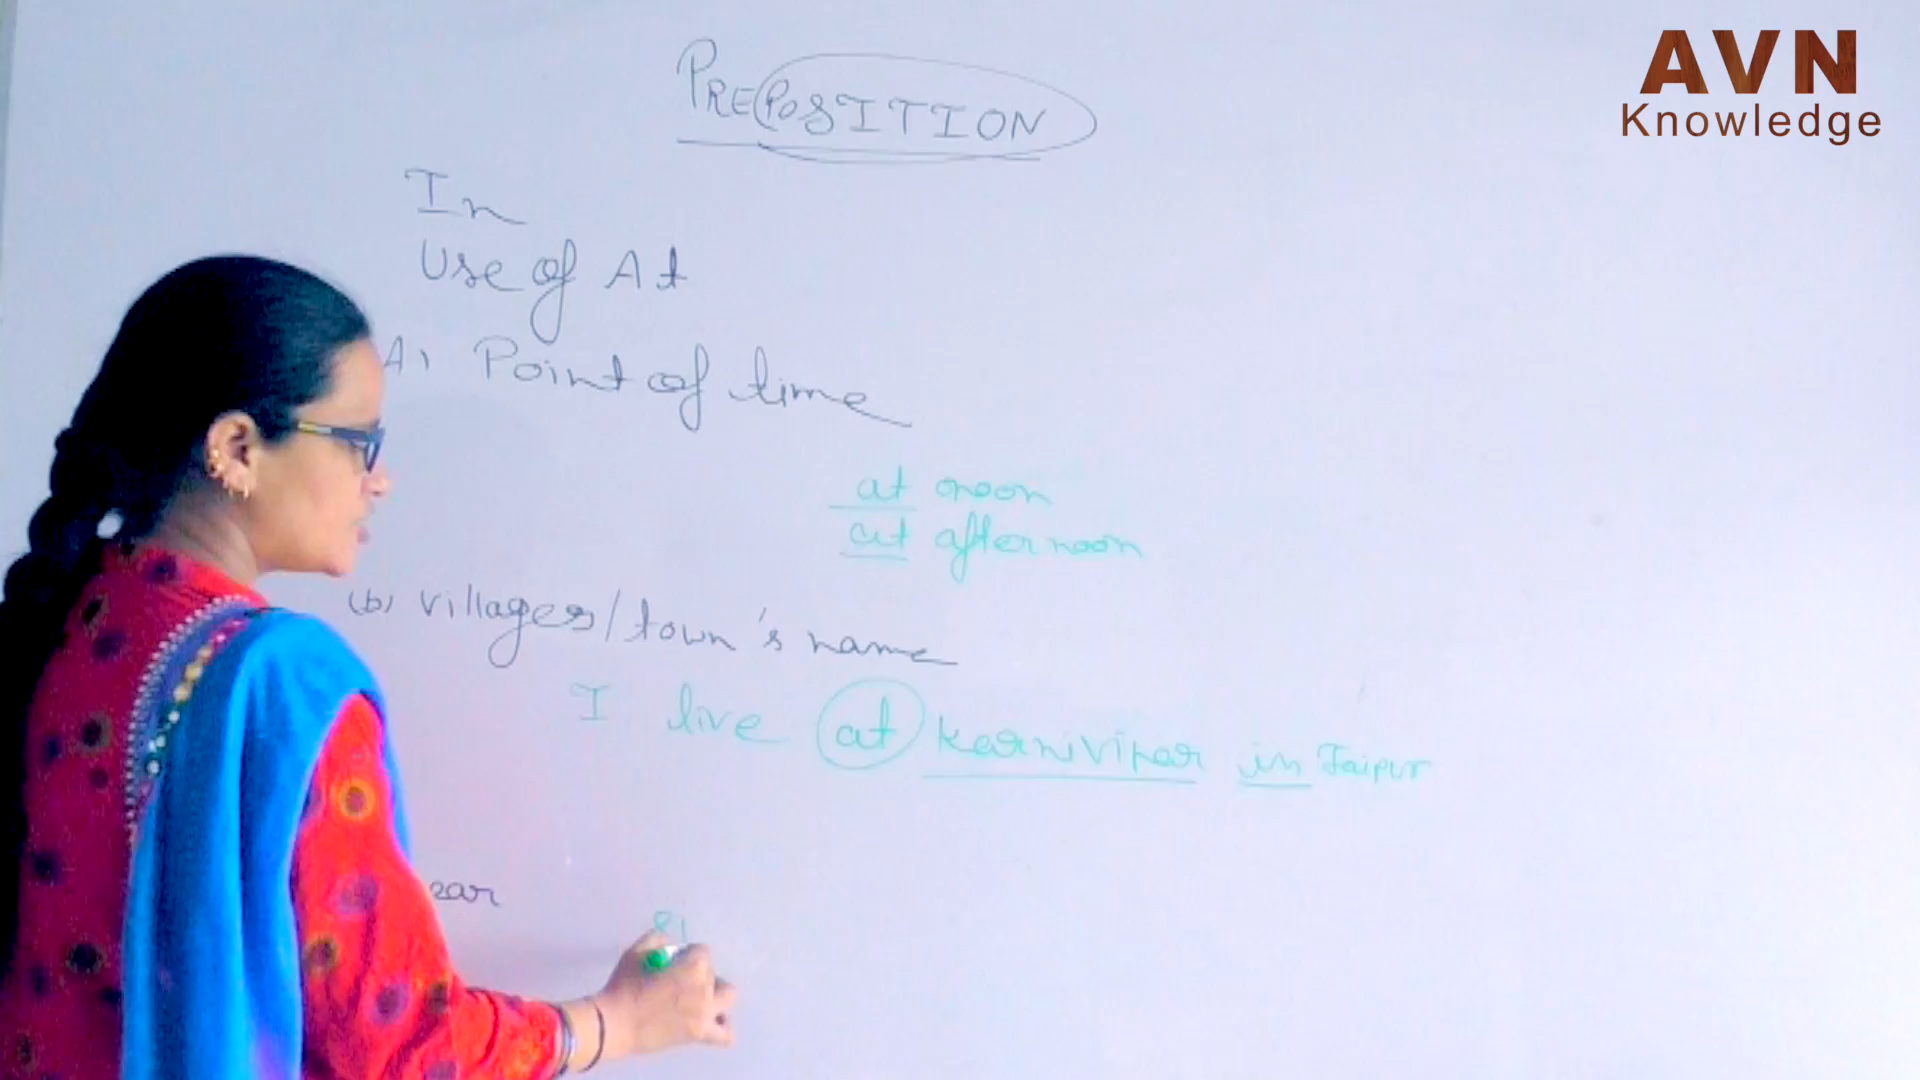 AVN
Knowledge
PREPOSITION
In
Use of At
A) Point of time
at noon
at afternoon
(b) villages/town's name
I live at karnivihar in Jaipur